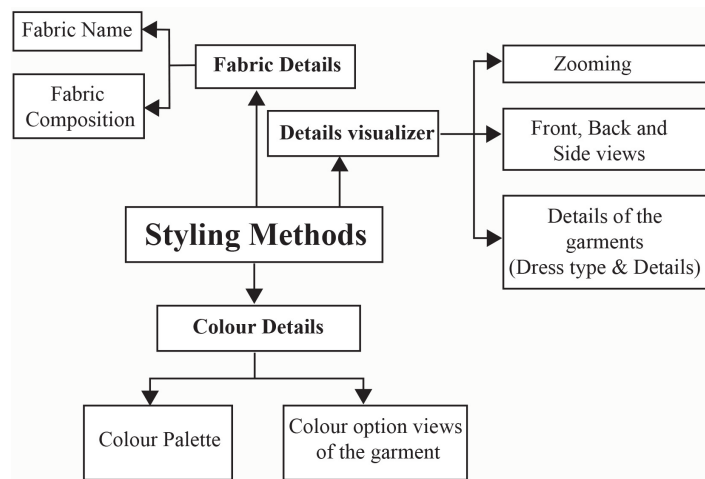 Fabric Name
Fabric
Composition
Fabric Details
Details visualizer
Zooming
Front, Back and
Side views
Details of the
garments
(Dress type & Details)
Styling Methods
Colour Details
Colour Palette
Colour option views
of the garment